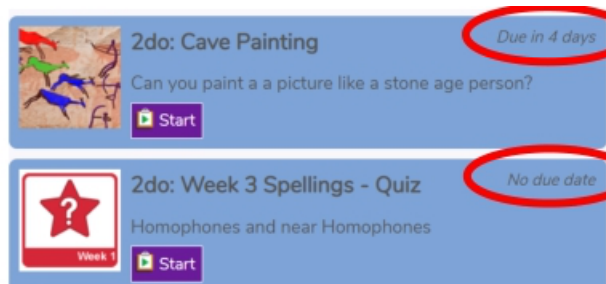 2do: Cave Painting
Due in 4 days
Can you paint a a picture like a stone age person?
Start
2do: Week 3 Spellings - Quiz
No due date
?
Week 1
Homophones and near Homophones
Start